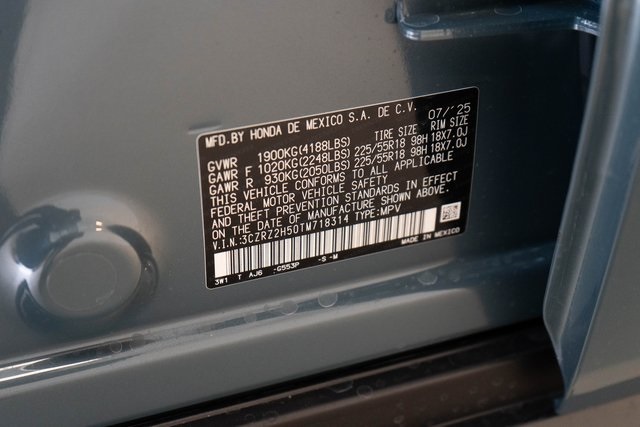 MFD.BY HONDA DE MEXICO S.A. DE C.V. 07/'25
TIRE SIZE RIM SIZE
GVWR 1900KG(4188LBS)
GAWR F 1020KG(2248LBS) 225/55R18 98H 18X7.0J
GAWR R 930KG(2050LBS) 225/55R18 98H 18X7.0J
THIS VEHICLE CONFORMS TO ALL APPLICABLE
FEDERAL MOTOR VEHICLE SAFETY
AND THEFT PREVENTION STANDARDS IN EFFECT
ON THE DATE OF MANUFACTURE SHOWN ABOVE.
V.I.N.:3CZRZ2H50TM718314 TYPE:MPV
3W1 T AJ6 -G553P -S -M MADE IN MEXICO